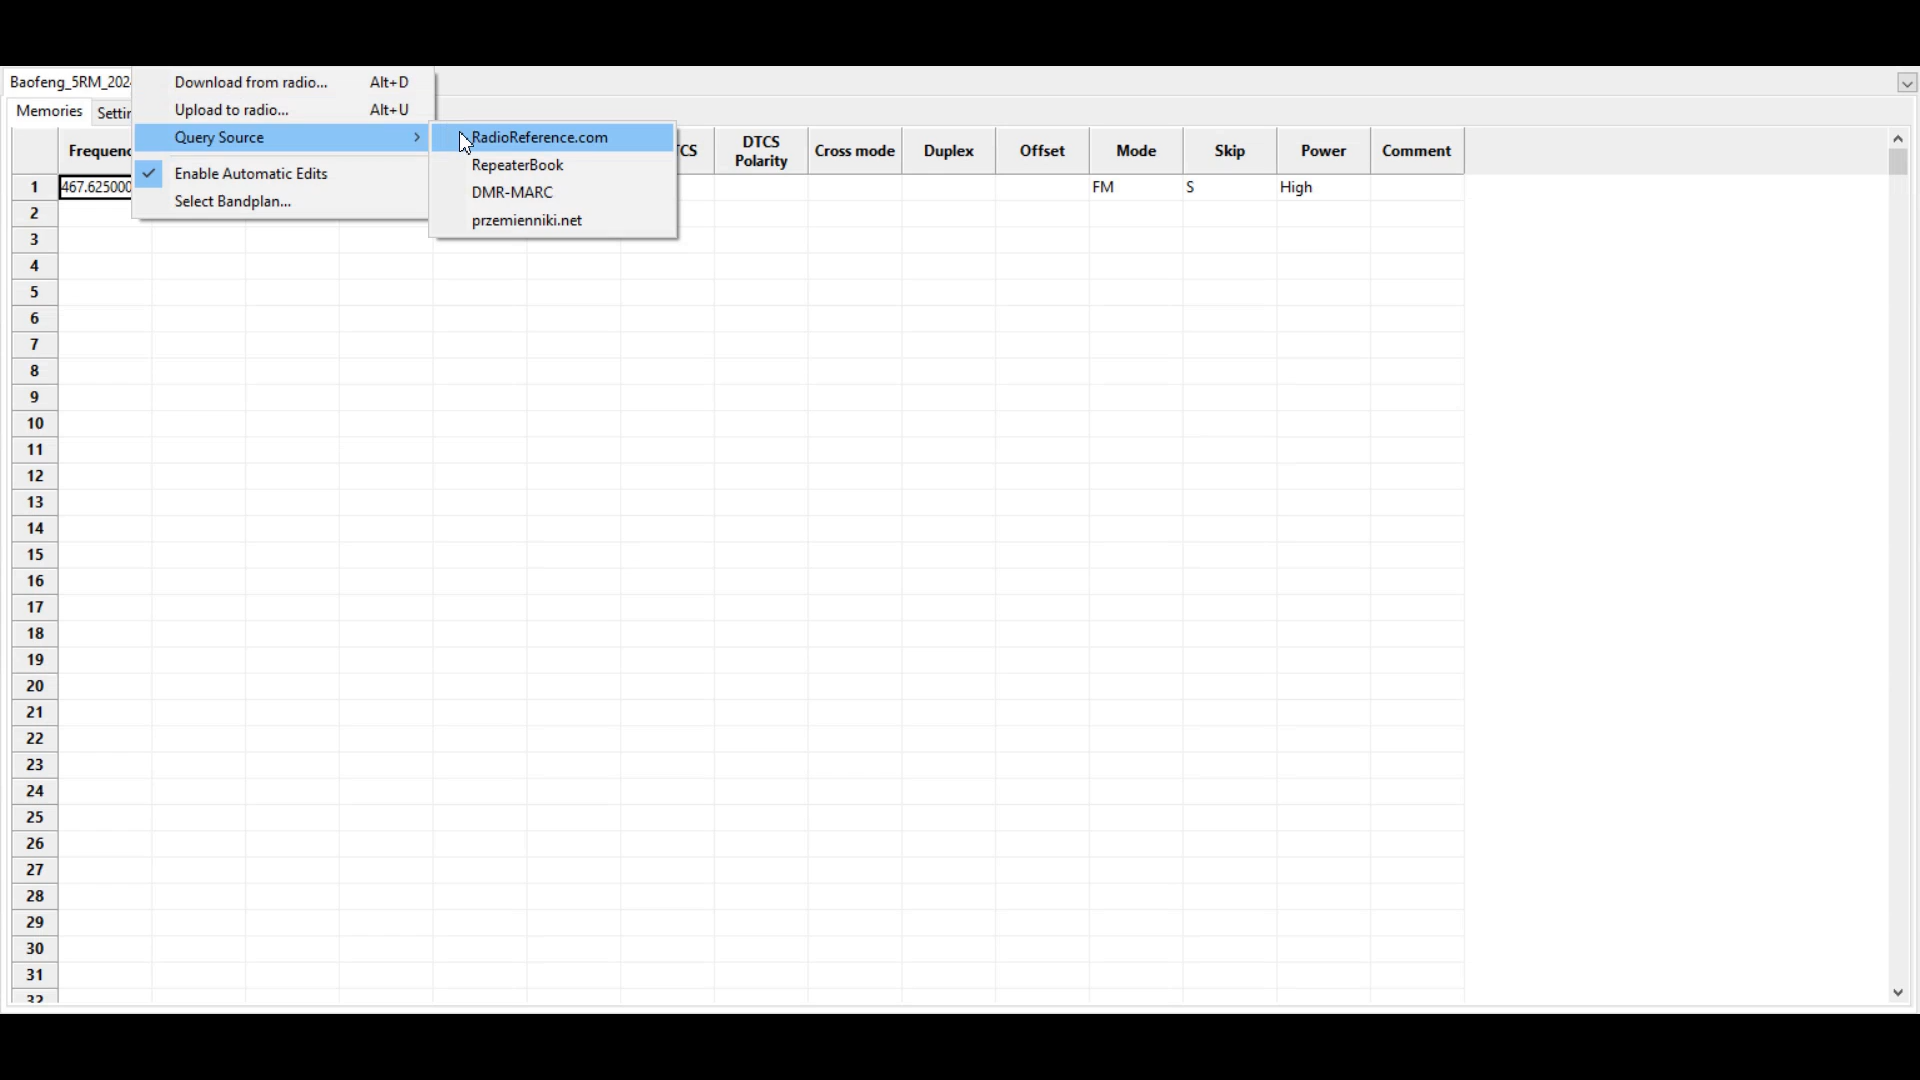 Baofeng_5RM_202
Download from radio... Alt+D
Memories
Settin
Upload to radio... Alt+U
Query Source
RadioReference.com
RepeaterBook
DMR-MARC
przemienniki.net
Enable Automatic Edits
Select Bandplan...
Frequenc
CS
DTCS
Polarity
Cross mode
Duplex
Offset
Mode
Skip
Power
Comment
1 467.625000 FM S High
2
3
4
5
6
7
8
9
10
11
12
13
14
15
16
17
18
19
20
21
22
23
24
25
26
27
28
29
30
31
32